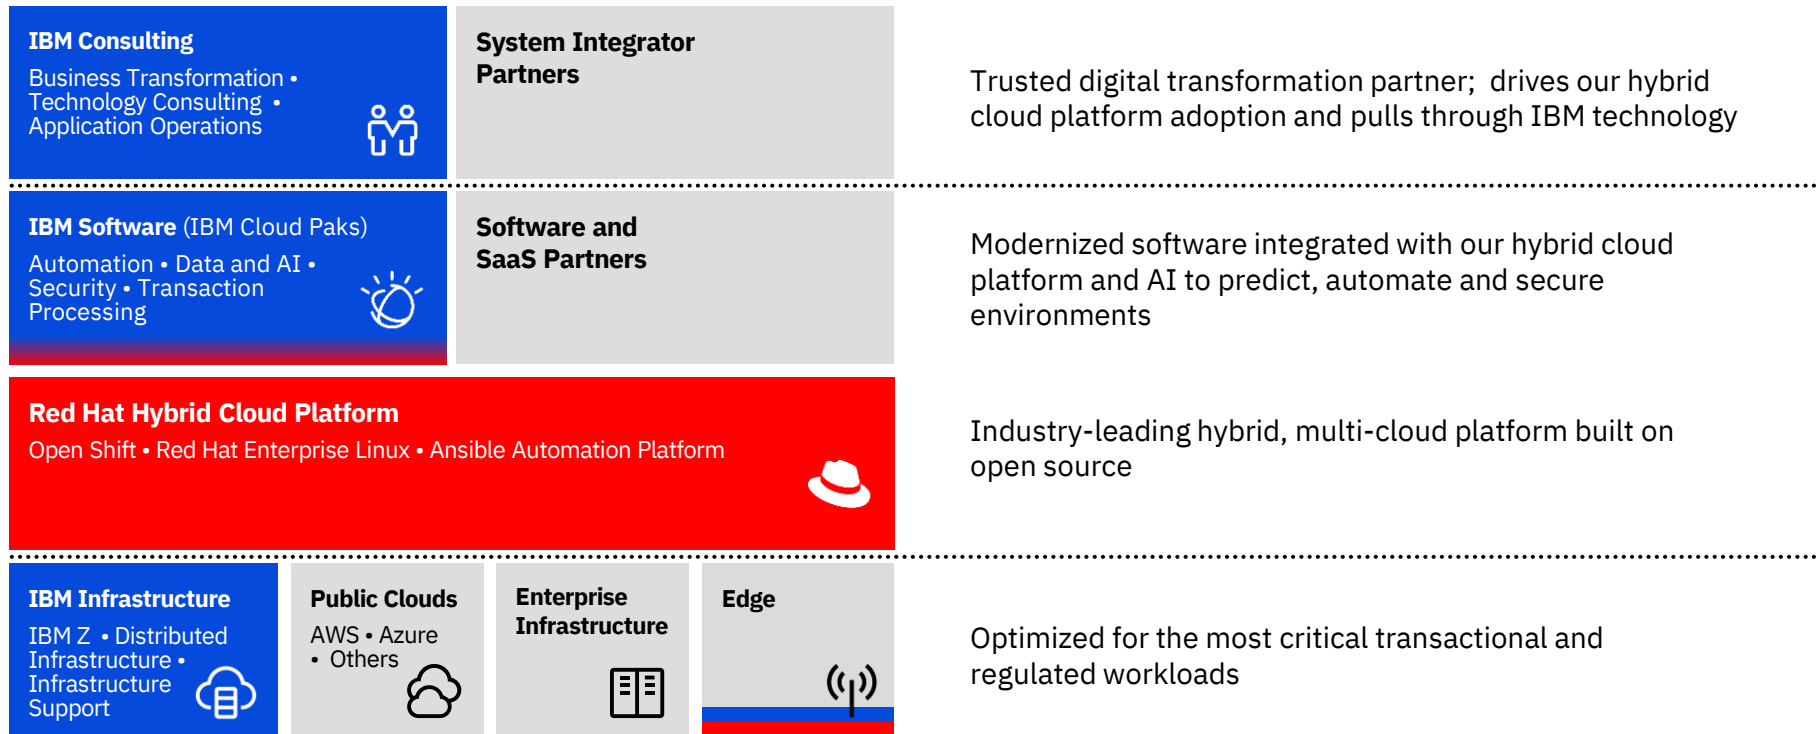 IBM Consulting
Business Transformation •
Technology Consulting •
Application Operations
System Integrator
Partners
Trusted digital transformation partner; drives our hybrid
cloud platform adoption and pulls through IBM technology
IBM Software (IBM Cloud Paks)
Automation • Data and AI •
Security • Transaction
Processing
Software and
SaaS Partners
Modernized software integrated with our hybrid cloud
platform and AI to predict, automate and secure
environments
Red Hat Hybrid Cloud Platform
Open Shift • Red Hat Enterprise Linux • Ansible Automation Platform
Industry-leading hybrid, multi-cloud platform built on
open source
IBM Infrastructure
IBM Z • Distributed
Infrastructure •
Infrastructure
Support
Public Clouds
AWS • Azure
• Others
Enterprise
Infrastructure
Edge
Optimized for the most critical transactional and
regulated workloads